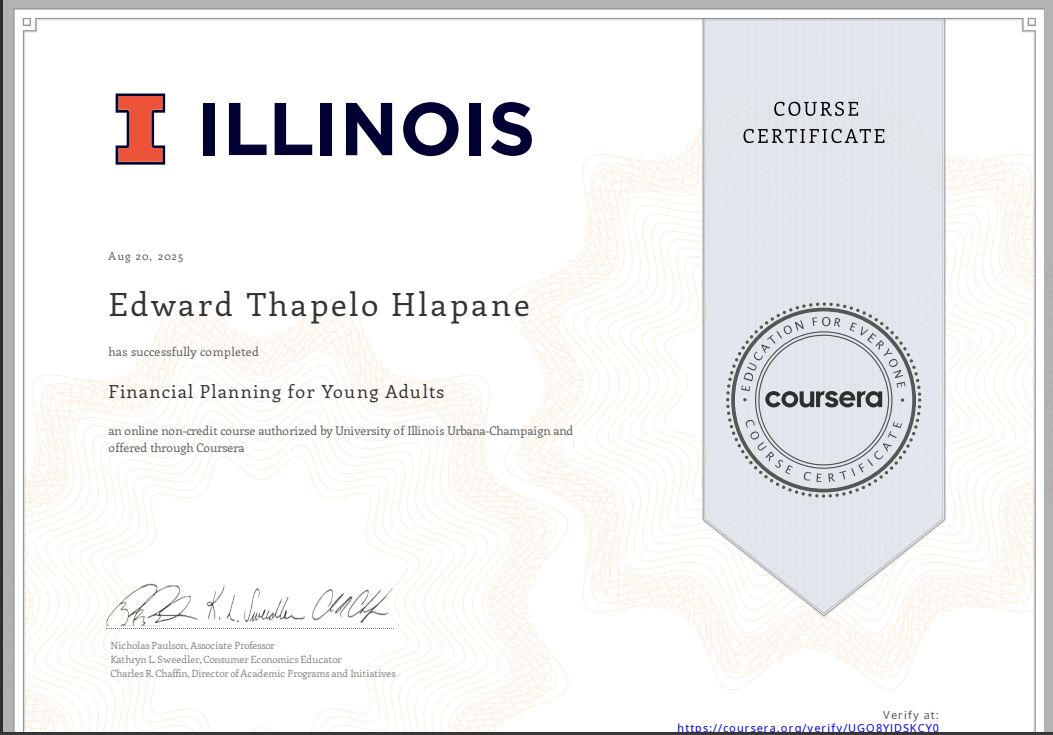 I ILLINOIS
COURSE
CERTIFICATE
Aug 20, 2025
Edward Thapelo Hlapane
has successfully completed
Financial Planning for Young Adults
an online non-credit course authorized by University of Illinois Urbana-Champaign and
offered through Coursera
EDUCATION FOR EVERYONE
coursera
COURSE CERTIFICATE
K. L. Sweedler
Nicholas Paulson, Associate Professor
Kathryn L. Sweedler, Consumer Economics Educator
Charles R. Chaffin, Director of Academic Programs and Initiatives
Verify at:
https://coursera.org/verify/UGO8YIDSKCY0